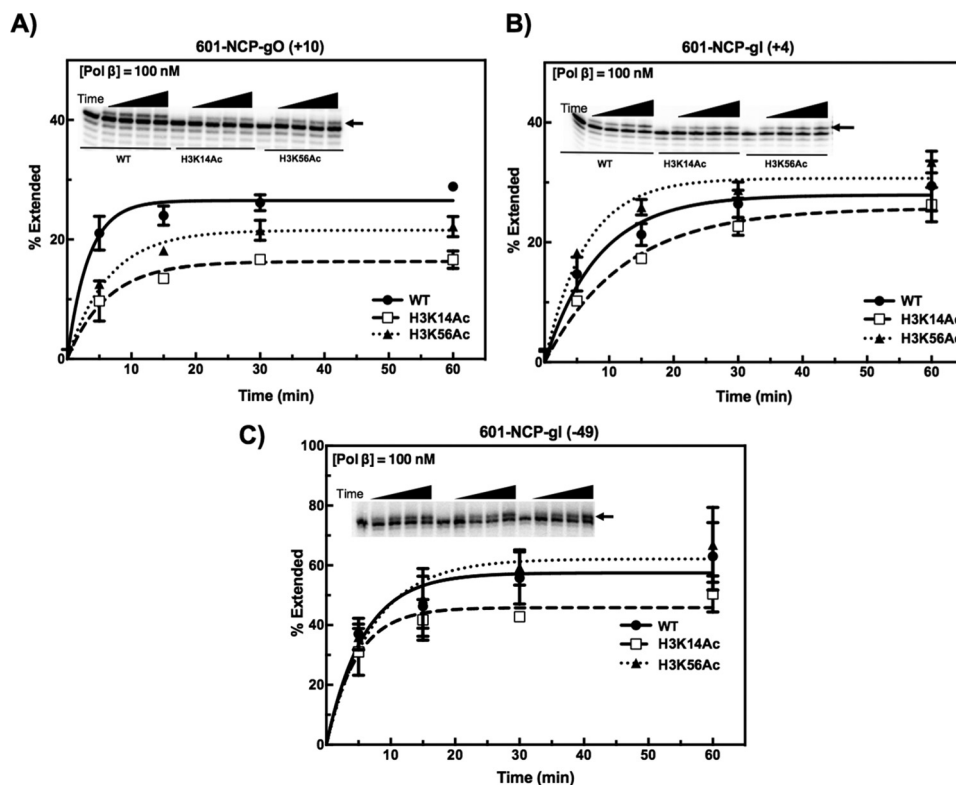 A)
601-NCP-gO (+10)
[Pol β] = 100 nM
Time
WT
H3K14Ac
H3K56Ac
40
20
0
% Extended
WT
H3K14Ac
H3K56Ac
0
10
20
30
40
50
60
Time (min)
B)
601-NCP-gI (+4)
[Pol β] = 100 nM
Time
WT
H3K14Ac
H3K56Ac
40
20
0
% Extended
WT
H3K14Ac
H3K56Ac
0
10
20
30
40
50
60
Time (min)
C)
601-NCP-gI (-49)
[Pol β] = 100 nM
Time
100
80
60
40
20
0
% Extended
WT
H3K14Ac
H3K56Ac
10
20
30
40
50
60
Time (min)